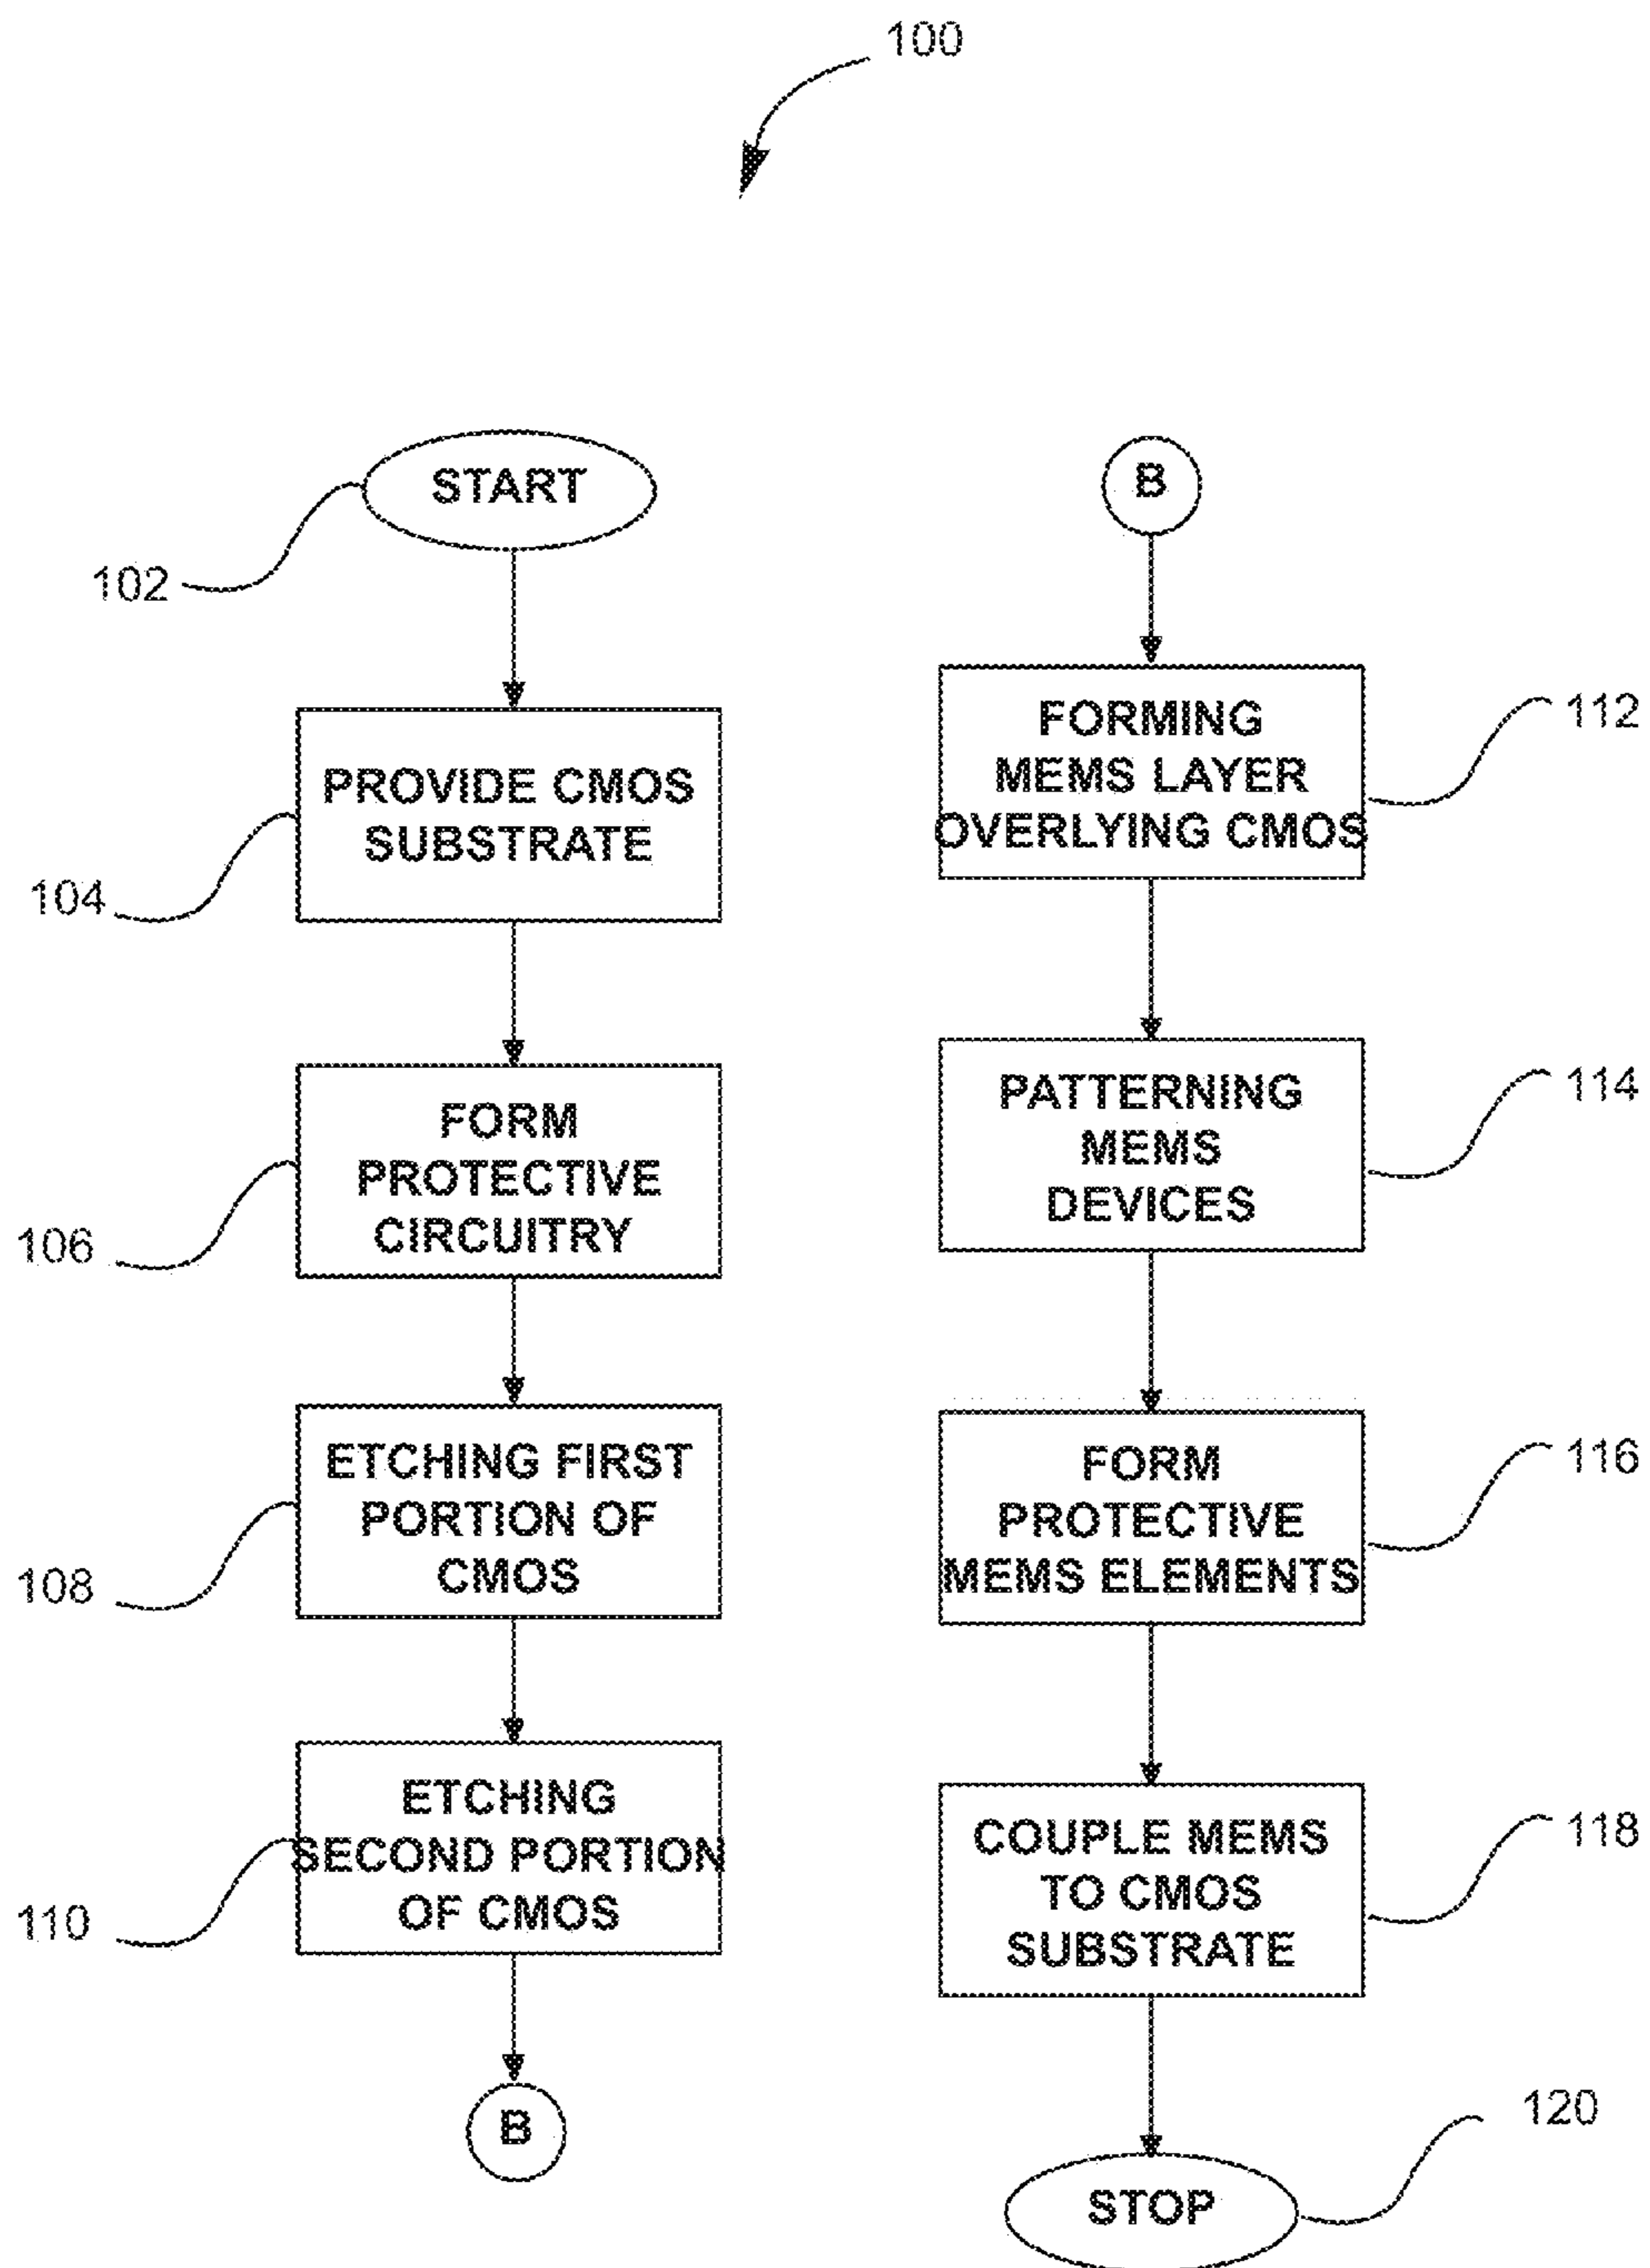 100
START
102
PROVIDE CMOS
SUBSTRATE
104
FORM
PROTECTIVE
CIRCUITRY
106
ETCHING FIRST
PORTION OF
CMOS
108
ETCHING
SECOND PORTION
OF CMOS
110
B
B
FORMING
MEMS LAYER
OVERLYING CMOS
112
PATTERNING
MEMS
DEVICES
114
FORM
PROTECTIVE
MEMS ELEMENTS
116
COUPLE MEMS
TO CMOS
SUBSTRATE
118
STOP
120